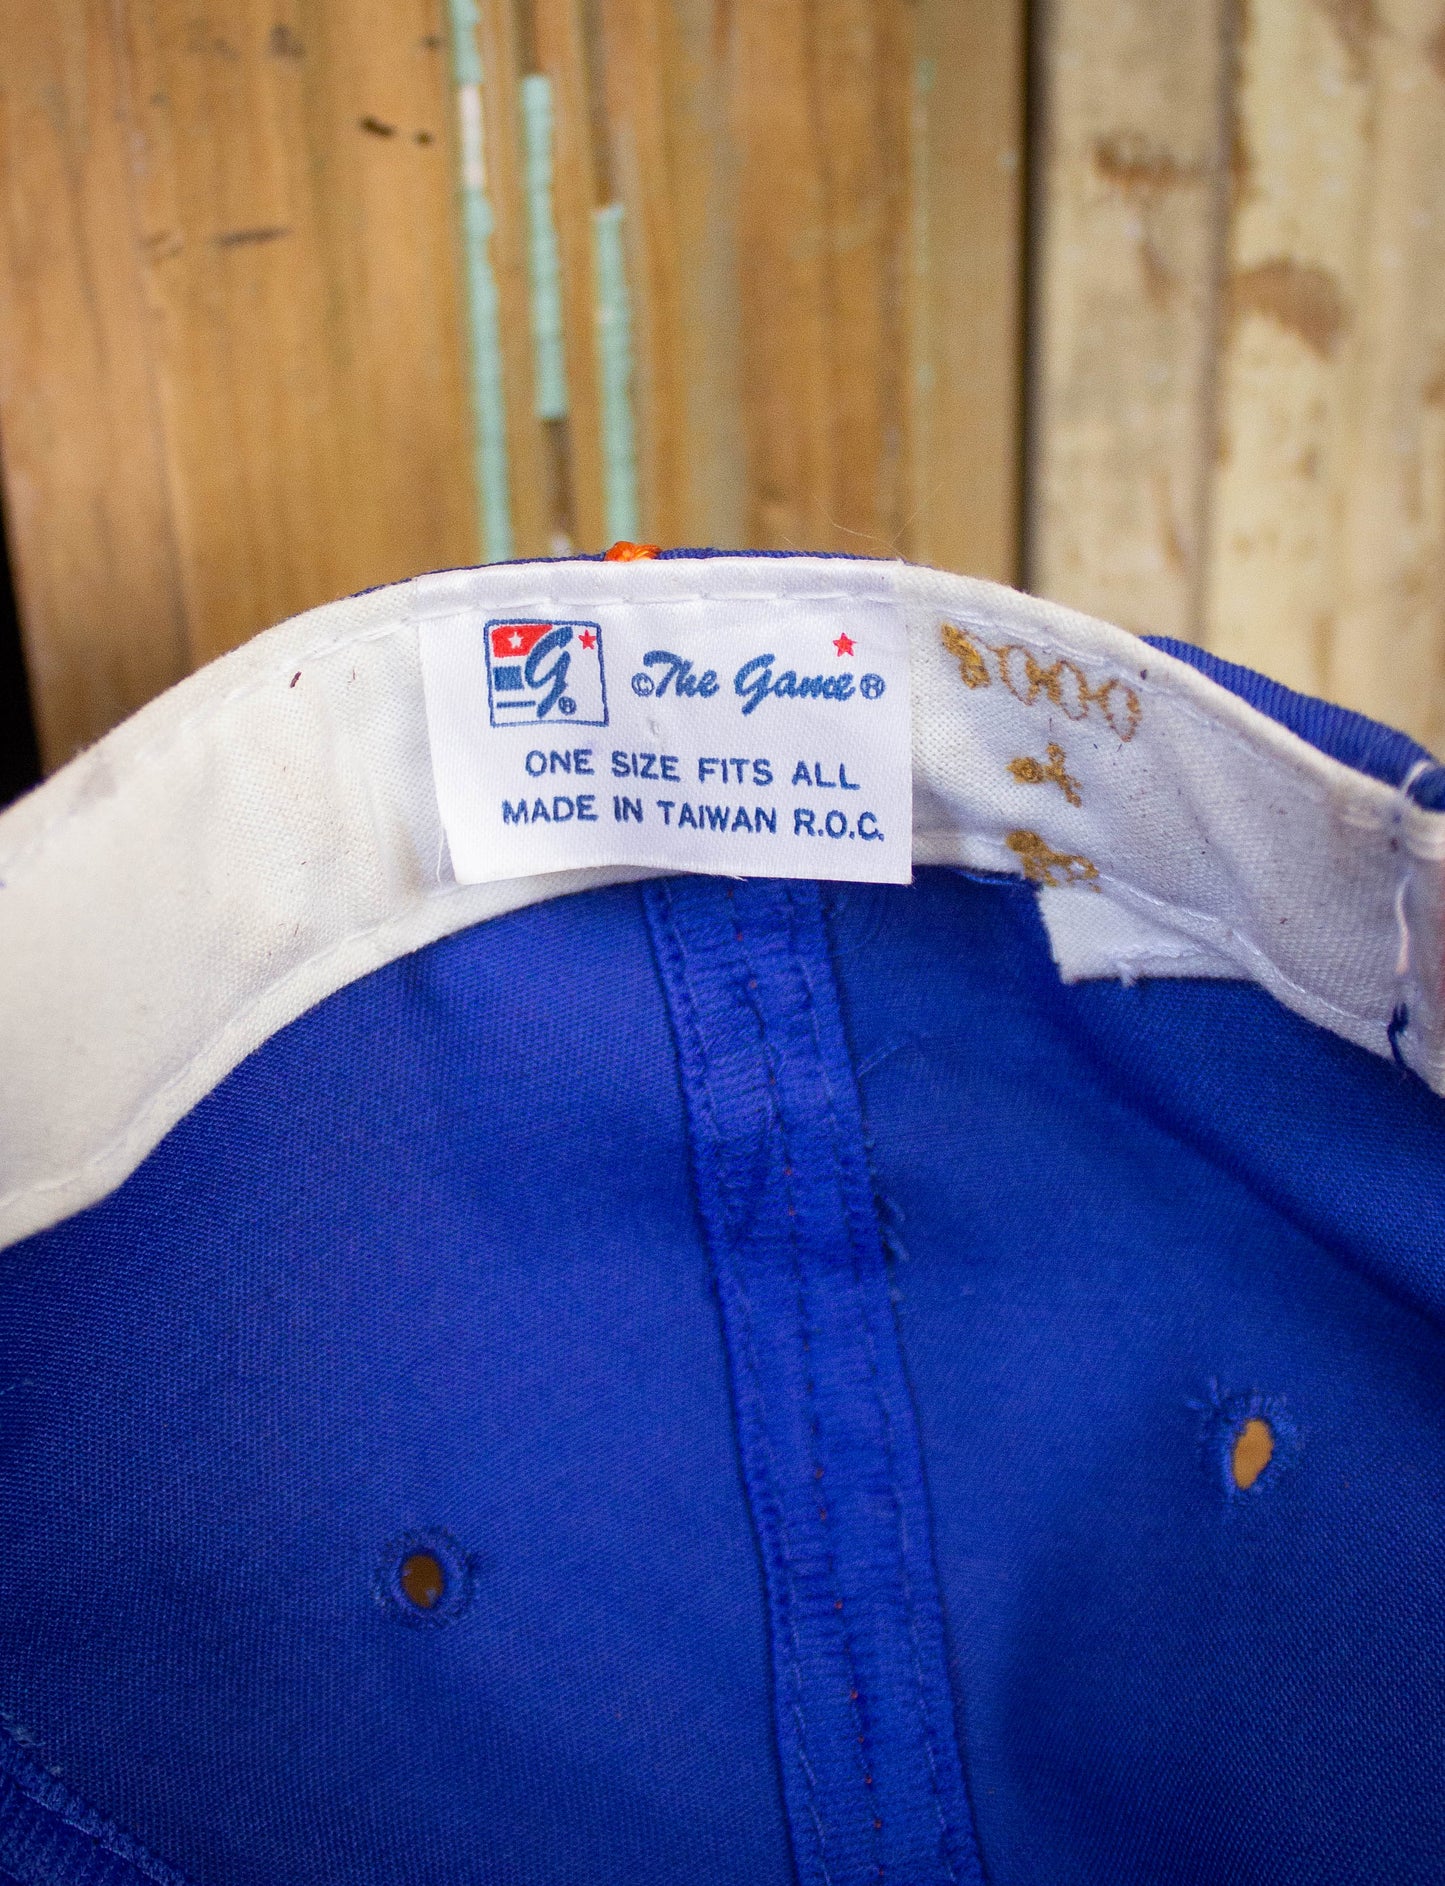 G®
©The Game®
ONE SIZE FITS ALL
MADE IN TAIWAN R.O.C.